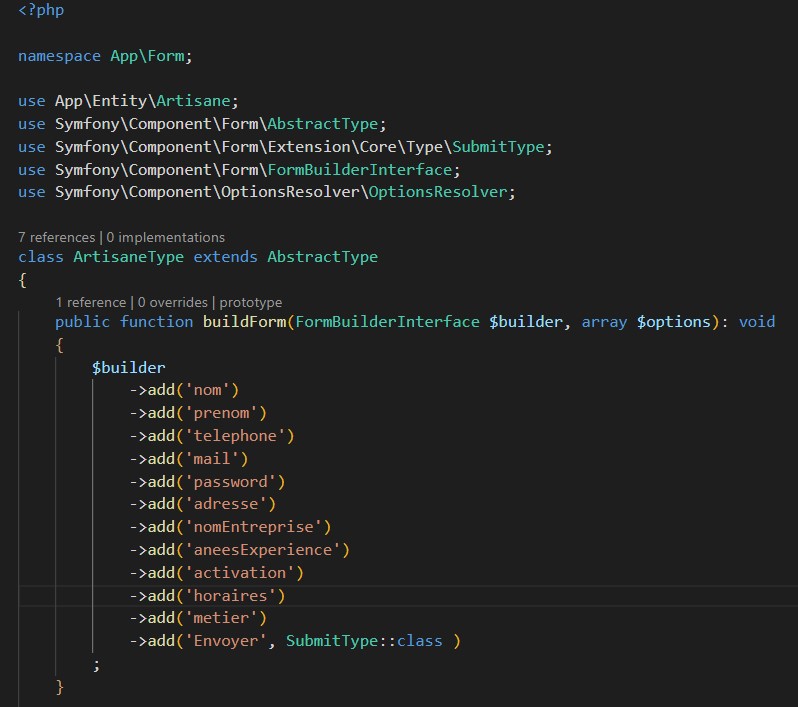 <?php
namespace App\Form;
use App\Entity\Artisane;
use Symfony\Component\Form\AbstractType;
use Symfony\Component\Form\Extension\Core\Type\SubmitType;
use Symfony\Component\Form\FormBuilderInterface;
use Symfony\Component\OptionsResolver\OptionsResolver;
7 references | 0 implementations
class ArtisaneType extends AbstractType
{
1 reference | 0 overrides | prototype
public function buildForm(FormBuilderInterface $builder, array $options): void
{
$builder
->add('nom')
->add('prenom')
->add('telephone')
->add('mail')
->add('password')
->add('adresse')
->add('nomEntreprise')
->add('aneesExperience')
->add('activation')
->add('horaires')
->add('metier')
->add('Envoyer', SubmitType::class )
;
}